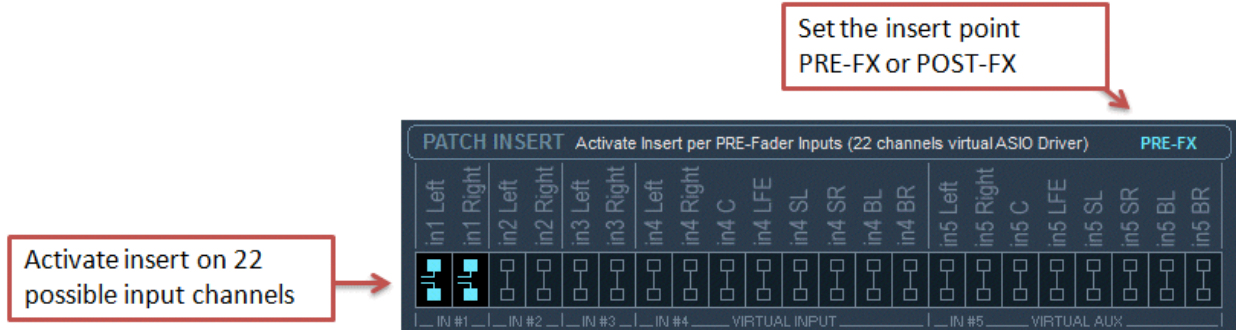 Set the insert point
PRE-FX or POST-FX
PATCH INSERT Activate Insert per PRE-Fader Inputs (22 channels virtual ASIO Driver) PRE-FX
in1 Left
in1 Right
in2 Left
in2 Right
in3 Left
in3 Right
in4 Left
in4 Right
in4 C
in4 LFE
in4 SL
in4 SR
in4 BL
in4 BR
in5 Left
in5 Right
in5 C
in5 LFE
in5 SL
in5 SR
in5 BL
in5 BR
Activate insert on 22
possible input channels
IN #1 IN #2 IN #3 IN #4 VIRTUAL INPUT IN #5 VIRTUAL AUX